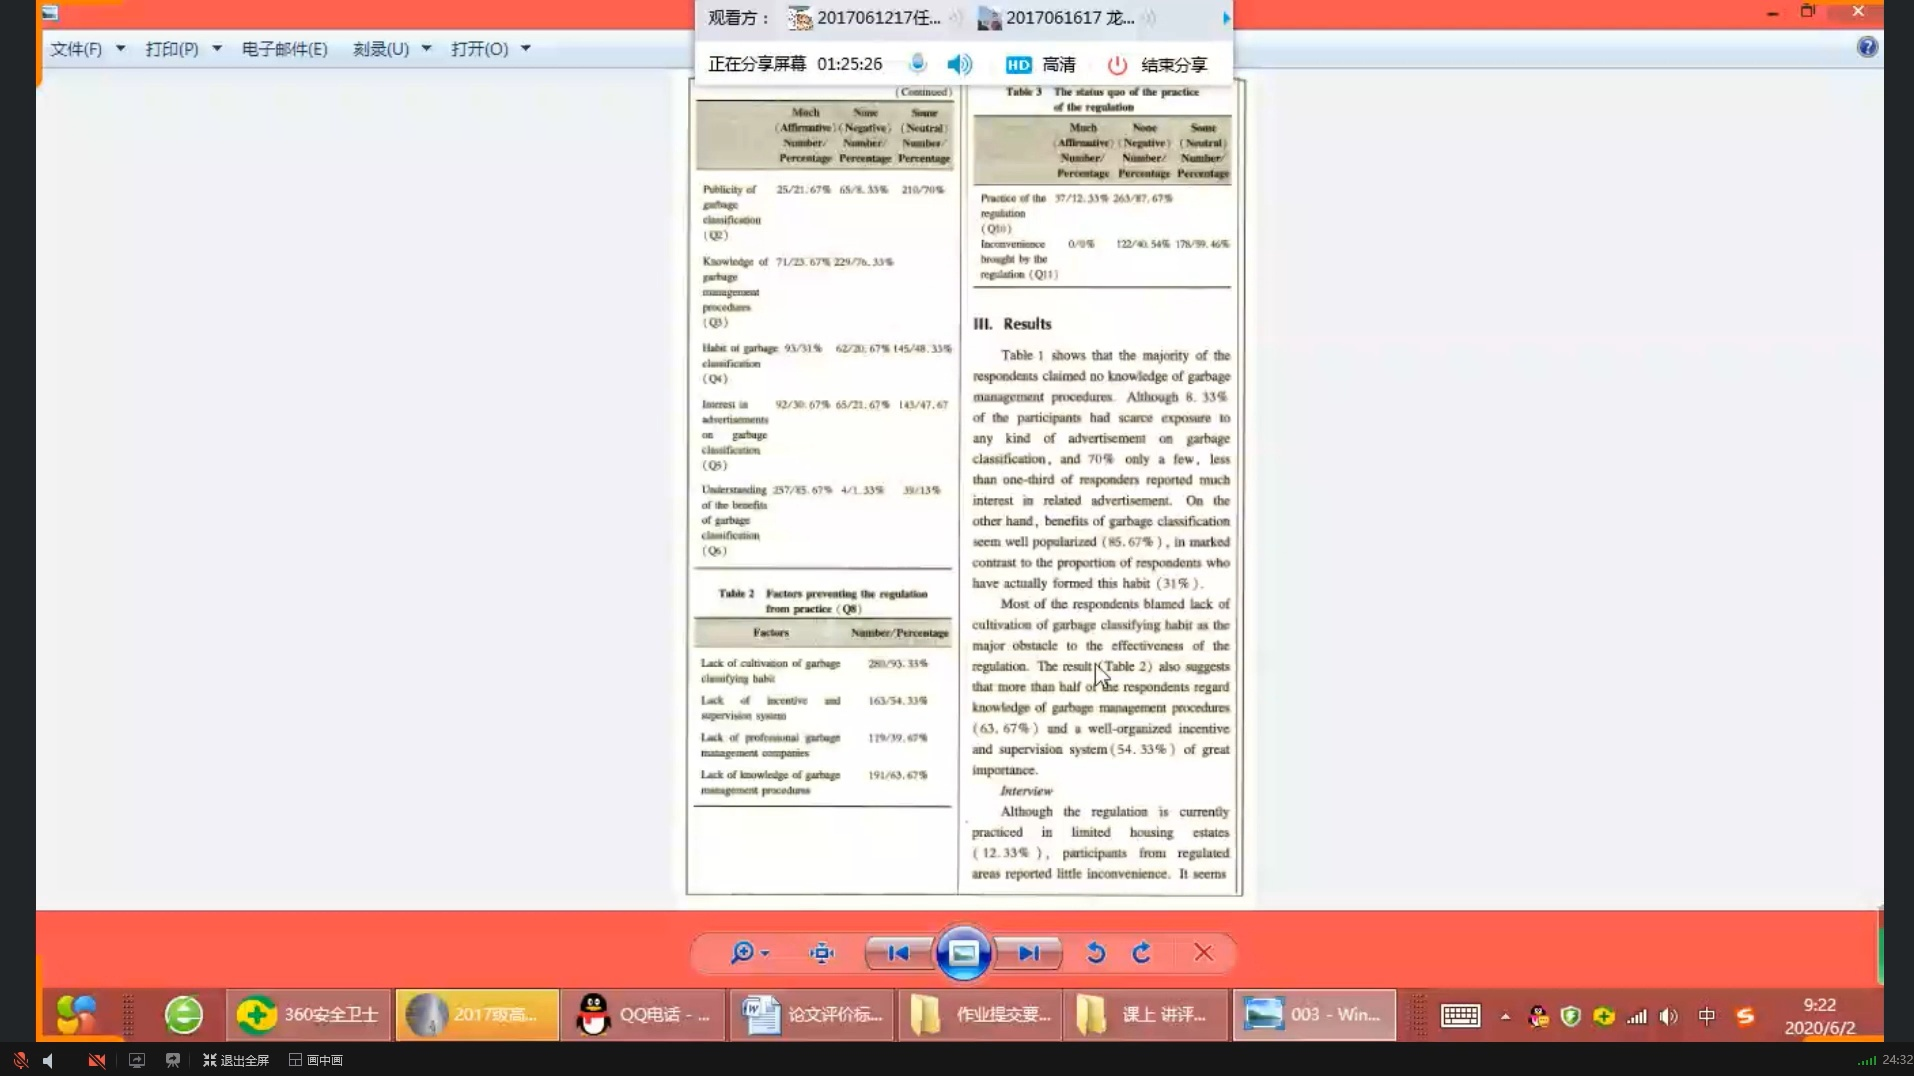 观看方： 2017061217任... 2017061617 龙...
正在分享屏幕 01:25:26 HD 高清 结束分享
文件(F) 打印(P) 电子邮件(E) 刻录(U) 打开(O)
(Continued)
Much None Some
(Affirmative) (Negative) (Neutral)
Number/ Number/ Number/
Percentage Percentage Percentage
Publicity of 25/21.67% 65/8.33% 210/70%
garbage
classification
(Q2)
Knowledge of 71/23.67% 229/76.33%
garbage
management
procedures
(Q3)
Habit of garbage 93/31% 62/20.67% 145/48.33%
classification
(Q4)
Interest in 92/30.67% 65/21.67% 143/47.67
advertisements
on garbage
classification
(Q5)
Understanding 257/85.67% 4/1.33% 39/13%
of the benefits
of garbage
classification
(Q6)
Table 2 Factors preventing the regulation
from practice (Q8)
Factors Number/Percentage
Lack of cultivation of garbage 280/93.33%
classifying habit
Lack of incentive and 163/54.33%
supervision system
Lack of professional garbage 119/39.67%
management companies
Lack of knowledge of garbage 191/63.67%
management procedures
Table 3 The status quo of the practice
of the regulation
Much None Some
(Affirmative) (Negative) (Neutral)
Number/ Number/ Number/
Percentage Percentage Percentage
Practice of the 37/12.33% 263/87.67%
regulation
(Q10)
Inconvenience 0/0% 122/40.54% 178/59.46%
brought by the
regulation (Q11)
III. Results
Table 1 shows that the majority of the
respondents claimed no knowledge of garbage
management procedures. Although 8.33%
of the participants had scarce exposure to
any kind of advertisement on garbage
classification, and 70% only a few, less
than one-third of responders reported much
interest in related advertisement. On the
other hand, benefits of garbage classification
seem well popularized (85.67%), in marked
contrast to the proportion of respondents who
have actually formed this habit (31%).
Most of the respondents blamed lack of
cultivation of garbage classifying habit as the
major obstacle to the effectiveness of the
regulation. The result (Table 2) also suggests
that more than half of the respondents regard
knowledge of garbage management procedures
(63.67%) and a well-organized incentive
and supervision system (54.33%) of great
importance.
Interview
Although the regulation is currently
practiced in limited housing estates
(12.33%), participants from regulated
areas reported little inconvenience. It seems
360安全卫士 2017级高... QQ电话 - ... 论文评价标... 作业提交要... 课上 讲评... 003 - Win... 中 9:22
2020/6/2
退出全屏 画中画 24:32